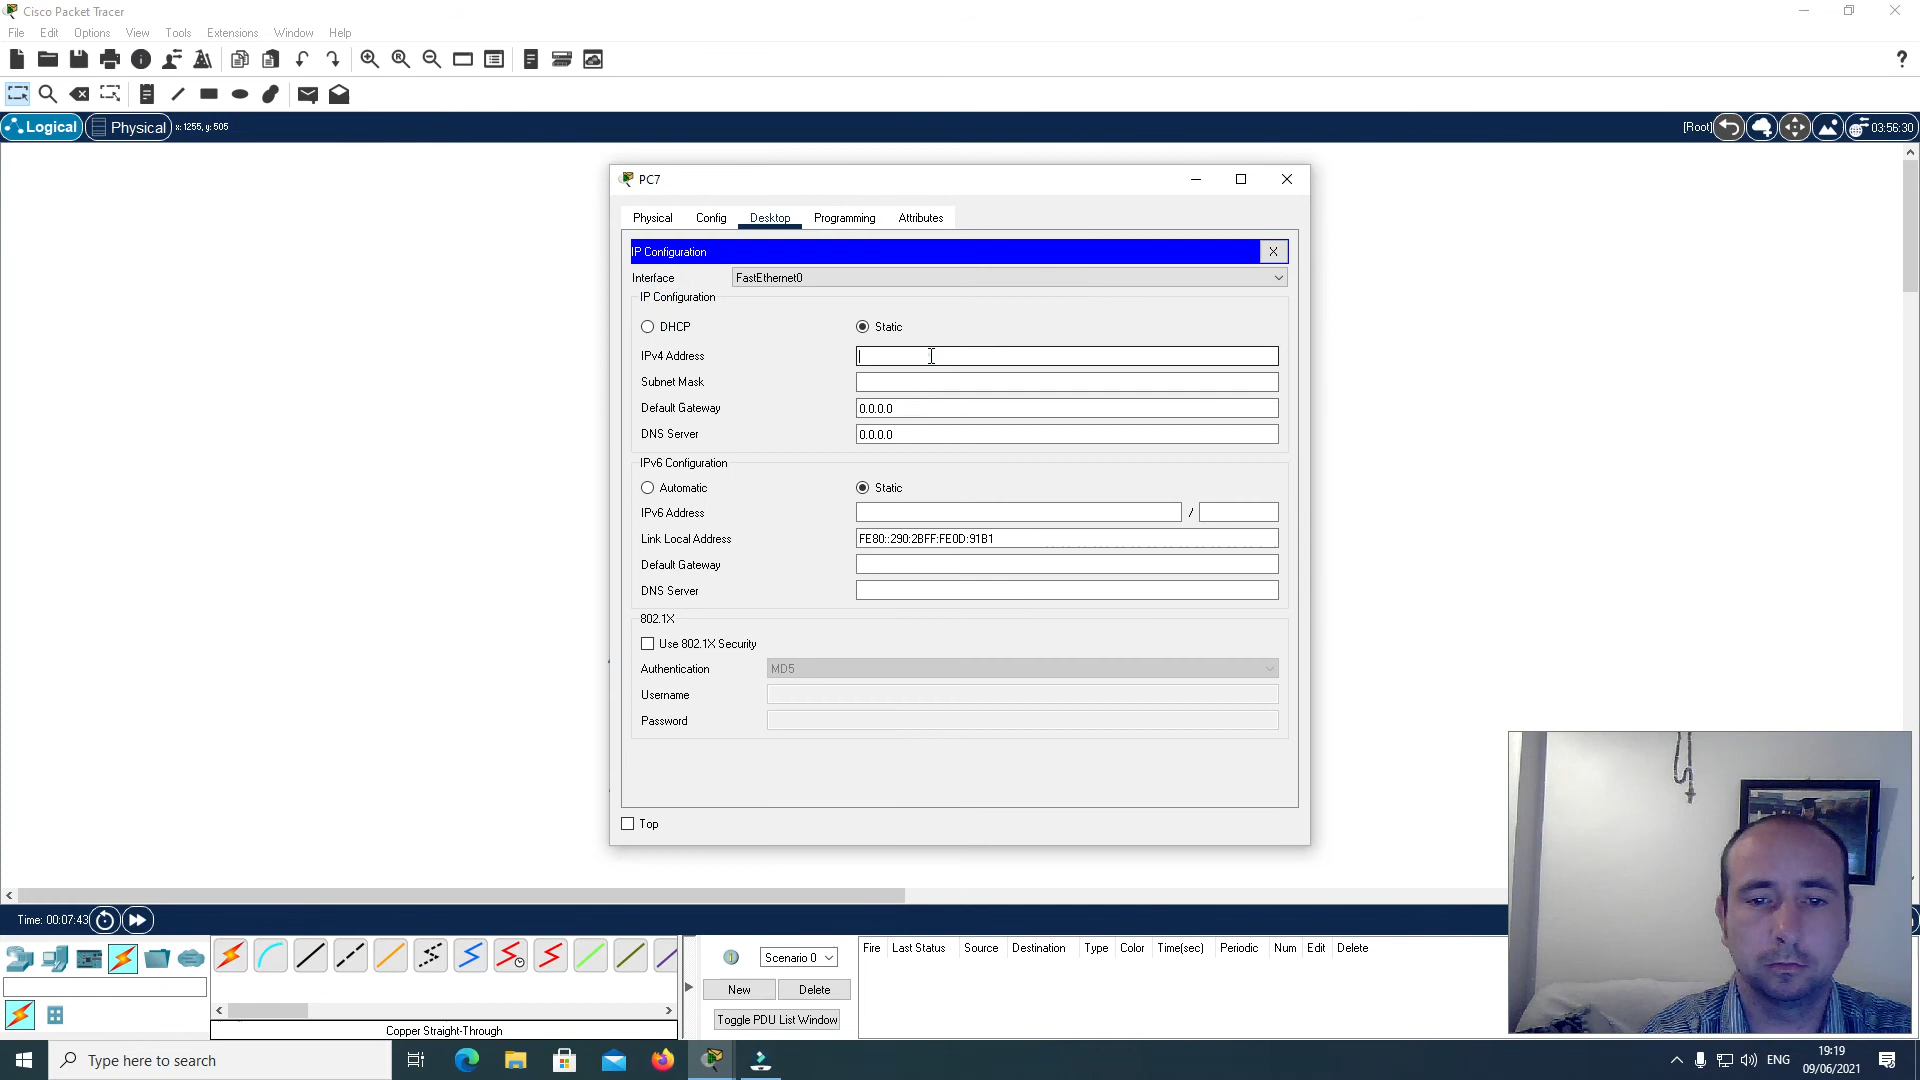 Cisco Packet Tracer
File Edit Options View Tools Extensions Window Help
?
Logical Physical x: 1255, y: 505 [Root] 03:56:30
PC7
Physical Config Desktop Programming Attributes
IP Configuration X
Interface FastEthernet0
IP Configuration
DHCP Static
IPv4 Address
Subnet Mask
Default Gateway 0.0.0.0
DNS Server 0.0.0.0
IPv6 Configuration
Automatic Static
IPv6 Address /
Link Local Address FE80::290:2BFF:FE0D:91B1
Default Gateway
DNS Server
802.1X
Use 802.1X Security
Authentication MD5
Username
Password
Top
Time: 00:07:43
Scenario 0
New Delete
Toggle PDU List Window
Fire Last Status Source Destination Type Color Time(sec) Periodic Num Edit Delete
Copper Straight-Through
Type here to search
ENG
19:19
09/06/2021